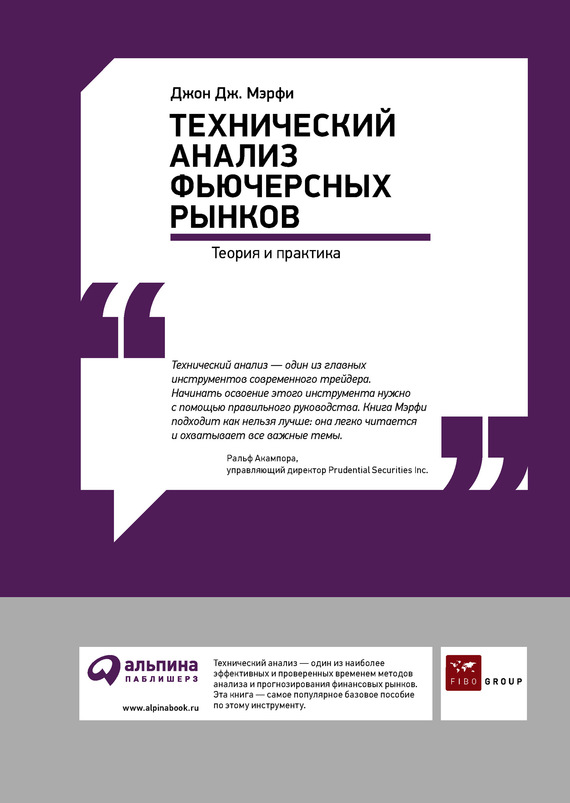 Джон Дж. Мэрфи
ТЕХНИЧЕСКИЙ
АНАЛИЗ
ФЬЮЧЕРСНЫХ
РЫНКОВ
Теория и практика
Технический анализ — один из главных
инструментов современного трейдера.
Начинать освоение этого инструмента нужно
с помощью правильного руководства. Книга Мэрфи
подходит как нельзя лучше: она легко читается
и охватывает все важные темы.
Ральф Акампора,
управляющий директор Prudential Securities Inc.
альпина
ПАБЛИШЕРЗ
www.alpinabook.ru
Технический анализ — один из наиболее
эффективных и проверенных временем методов
анализа и прогнозирования финансовых рынков.
Эта книга — самое популярное базовое пособие
по этому инструменту.
FIBO GROUP